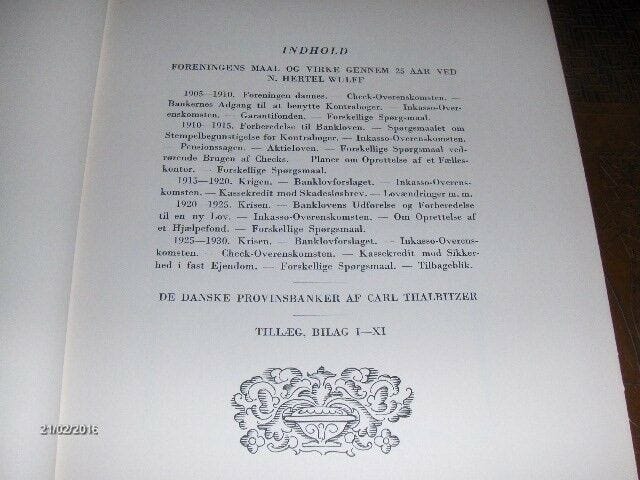 INDHOLD
FORENINGENS MAAL OG VIRKE GENNEM 25 AAR VED
N. HERTEL WULFF
1905—1910. Foreningen dannes. — Check-Overenskomsten. —
Bankernes Adgang til at benytte Kontrabøger. — Inkasso-Over-
enskomsten. — Garantifonden. — Forskellige Spørgsmaal.
1910—1915. Forberedelse til Bankloven. — Spørgsmaalet om
Stempelbegunstigelse for Kontrabøger. — Inkasso-Overenskomsten.
— Pensionssagen. — Aktieloven. — Forskellige Spørgsmaal ved-
rørende Brugen af Checks. — Planer om Oprettelse af et Fælles-
kontor. — Forskellige Spørgsmaal.
1915—1920. Krigen. — Banklovforslaget. — Inkasso-Overens-
komsten. — Kassekredit mod Skadesløsbrev. — Lovændringer m. m.
1920—1925. Krisen. — Banklovens Udførelse og Forberedelse
til en ny Lov. — Inkasso-Overenskomsten. — Om Oprettelse af
et Hjælpefond. — Forskellige Spørgsmaal.
1925—1930. Krisen. — Banklovforslaget. — Inkasso-Overens-
komsten. — Check-Overenskomsten. — Kassekredit mod Sikker-
hed i fast Ejendom. — Forskellige Spørgsmaal. — Tilbageblik.
DE DANSKE PROVINSBANKER AF CARL THALBITZER
TILLÆG, BILAG I—XI
21/02/2016